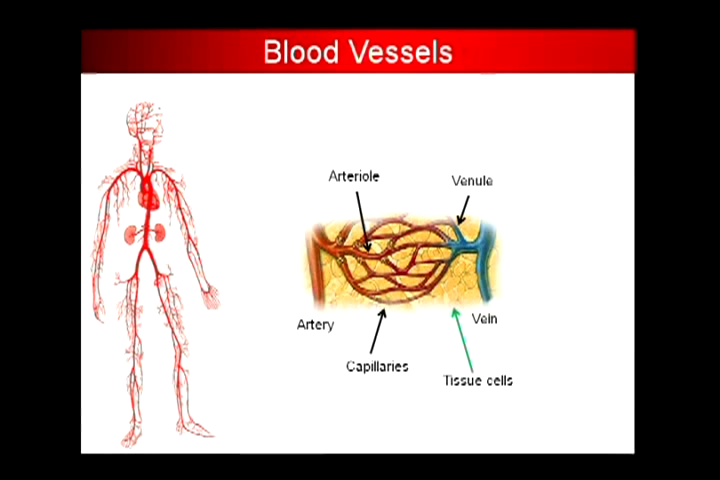 Blood Vessels
Arteriole
Venule
Artery
Vein
Capillaries
Tissue cells